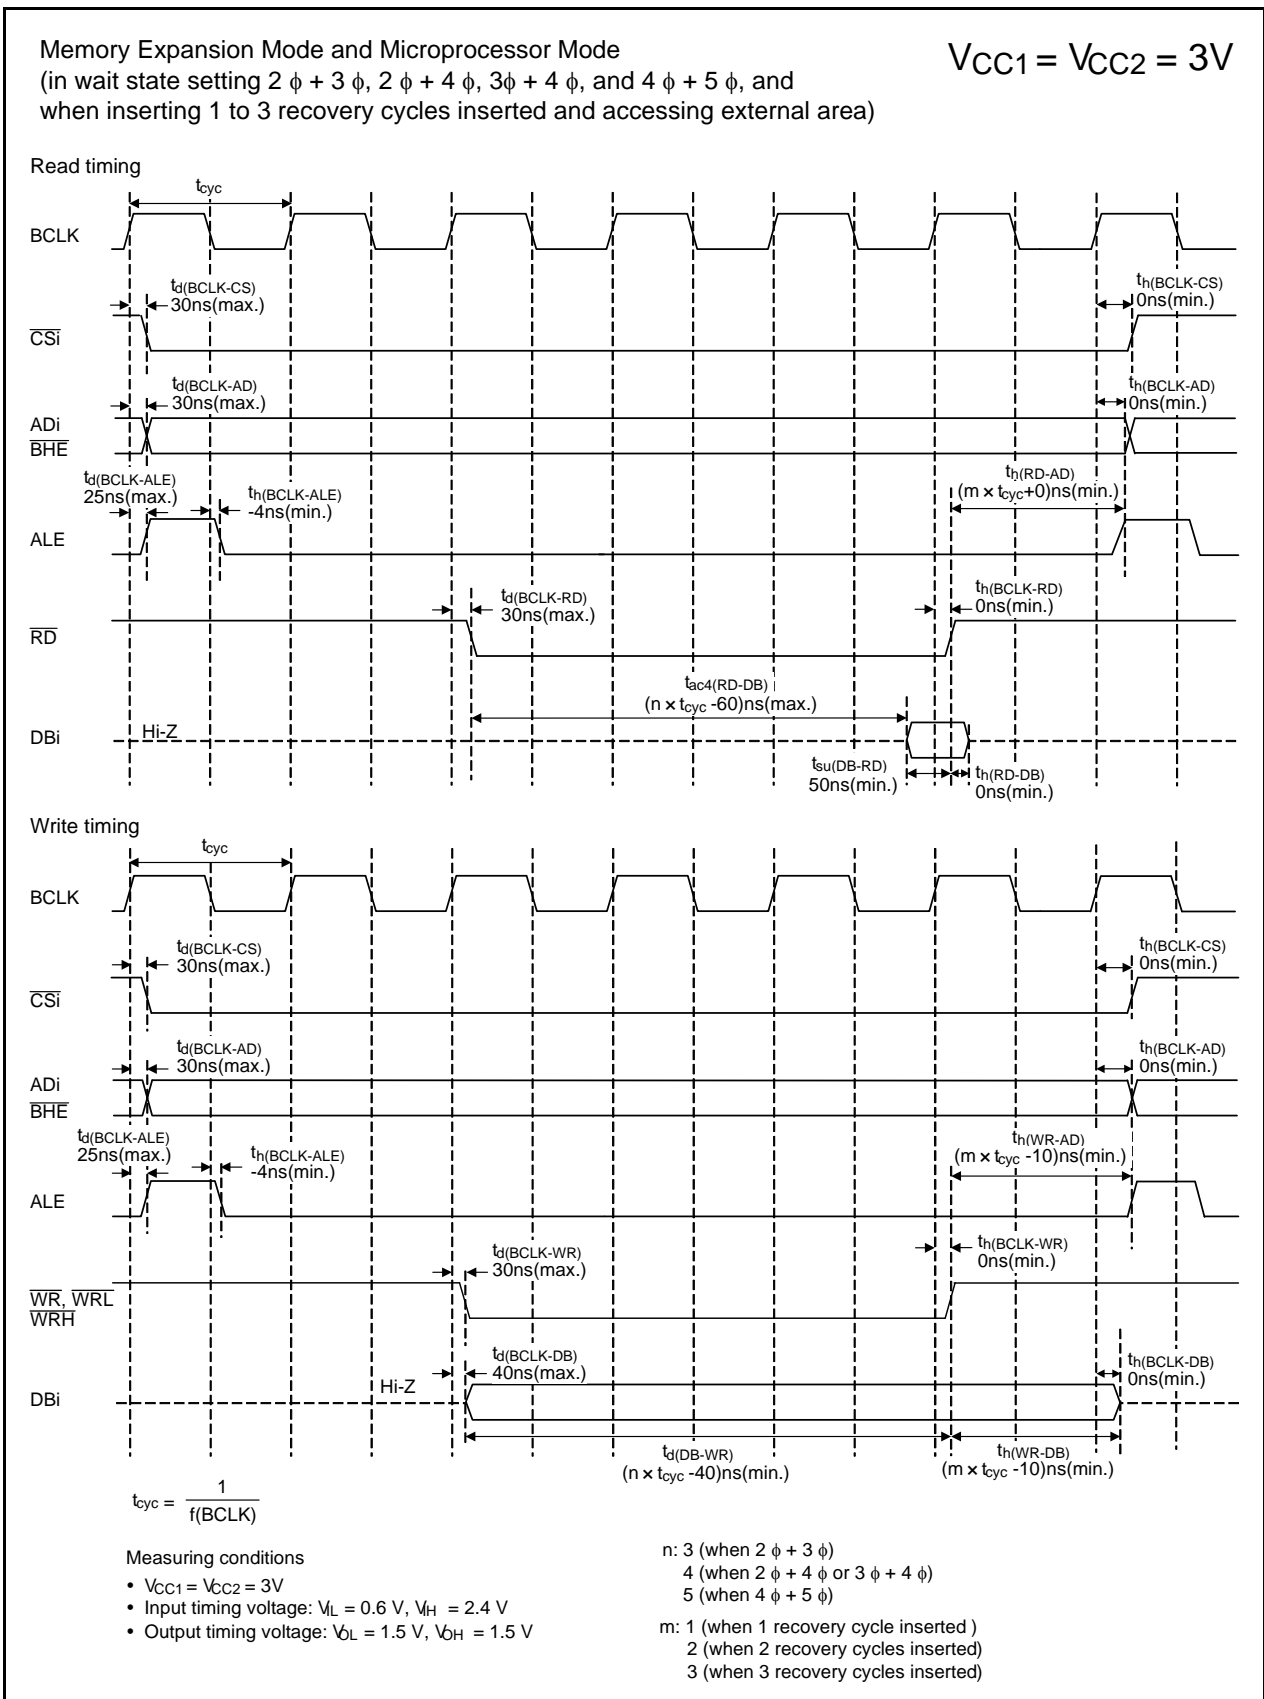 Memory Expansion Mode and Microprocessor Mode
(in wait state setting 2 ϕ + 3 ϕ, 2 ϕ + 4 ϕ, 3ϕ + 4 ϕ, and 4 ϕ + 5 ϕ, and
when inserting 1 to 3 recovery cycles inserted and accessing external area)
VCC1 = VCC2 = 3V
Read timing
tcyc
BCLK
td(BCLK-CS)
30ns(max.)
th(BCLK-CS)
0ns(min.)
CSi
td(BCLK-AD)
30ns(max.)
th(BCLK-AD)
0ns(min.)
ADi
BHE
td(BCLK-ALE)
25ns(max.)
th(BCLK-ALE)
-4ns(min.)
th(RD-AD)
(m × tcyc+0)ns(min.)
ALE
td(BCLK-RD)
30ns(max.)
th(BCLK-RD)
0ns(min.)
RD
tac4(RD-DB)
(n × tcyc -60)ns(max.)
DBi
Hi-Z
tsu(DB-RD)
50ns(min.)
th(RD-DB)
0ns(min.)
Write timing
tcyc
BCLK
td(BCLK-CS)
30ns(max.)
th(BCLK-CS)
0ns(min.)
CSi
td(BCLK-AD)
30ns(max.)
th(BCLK-AD)
0ns(min.)
ADi
BHE
td(BCLK-ALE)
25ns(max.)
th(BCLK-ALE)
-4ns(min.)
th(WR-AD)
(m × tcyc -10)ns(min.)
ALE
td(BCLK-WR)
30ns(max.)
th(BCLK-WR)
0ns(min.)
WR, WRL
WRH
td(BCLK-DB)
40ns(max.)
th(BCLK-DB)
0ns(min.)
Hi-Z
DBi
td(DB-WR)
(n × tcyc -40)ns(min.)
th(WR-DB)
(m × tcyc -10)ns(min.)
tcyc = 1
f(BCLK)
Measuring conditions
• VCC1 = VCC2 = 3V
• Input timing voltage: VIL = 0.6 V, VIH = 2.4 V
• Output timing voltage: VOL = 1.5 V, VOH = 1.5 V
n: 3 (when 2 ϕ + 3 ϕ)
4 (when 2 ϕ + 4 ϕ or 3 ϕ + 4 ϕ)
5 (when 4 ϕ + 5 ϕ)
m: 1 (when 1 recovery cycle inserted )
2 (when 2 recovery cycles inserted)
3 (when 3 recovery cycles inserted)